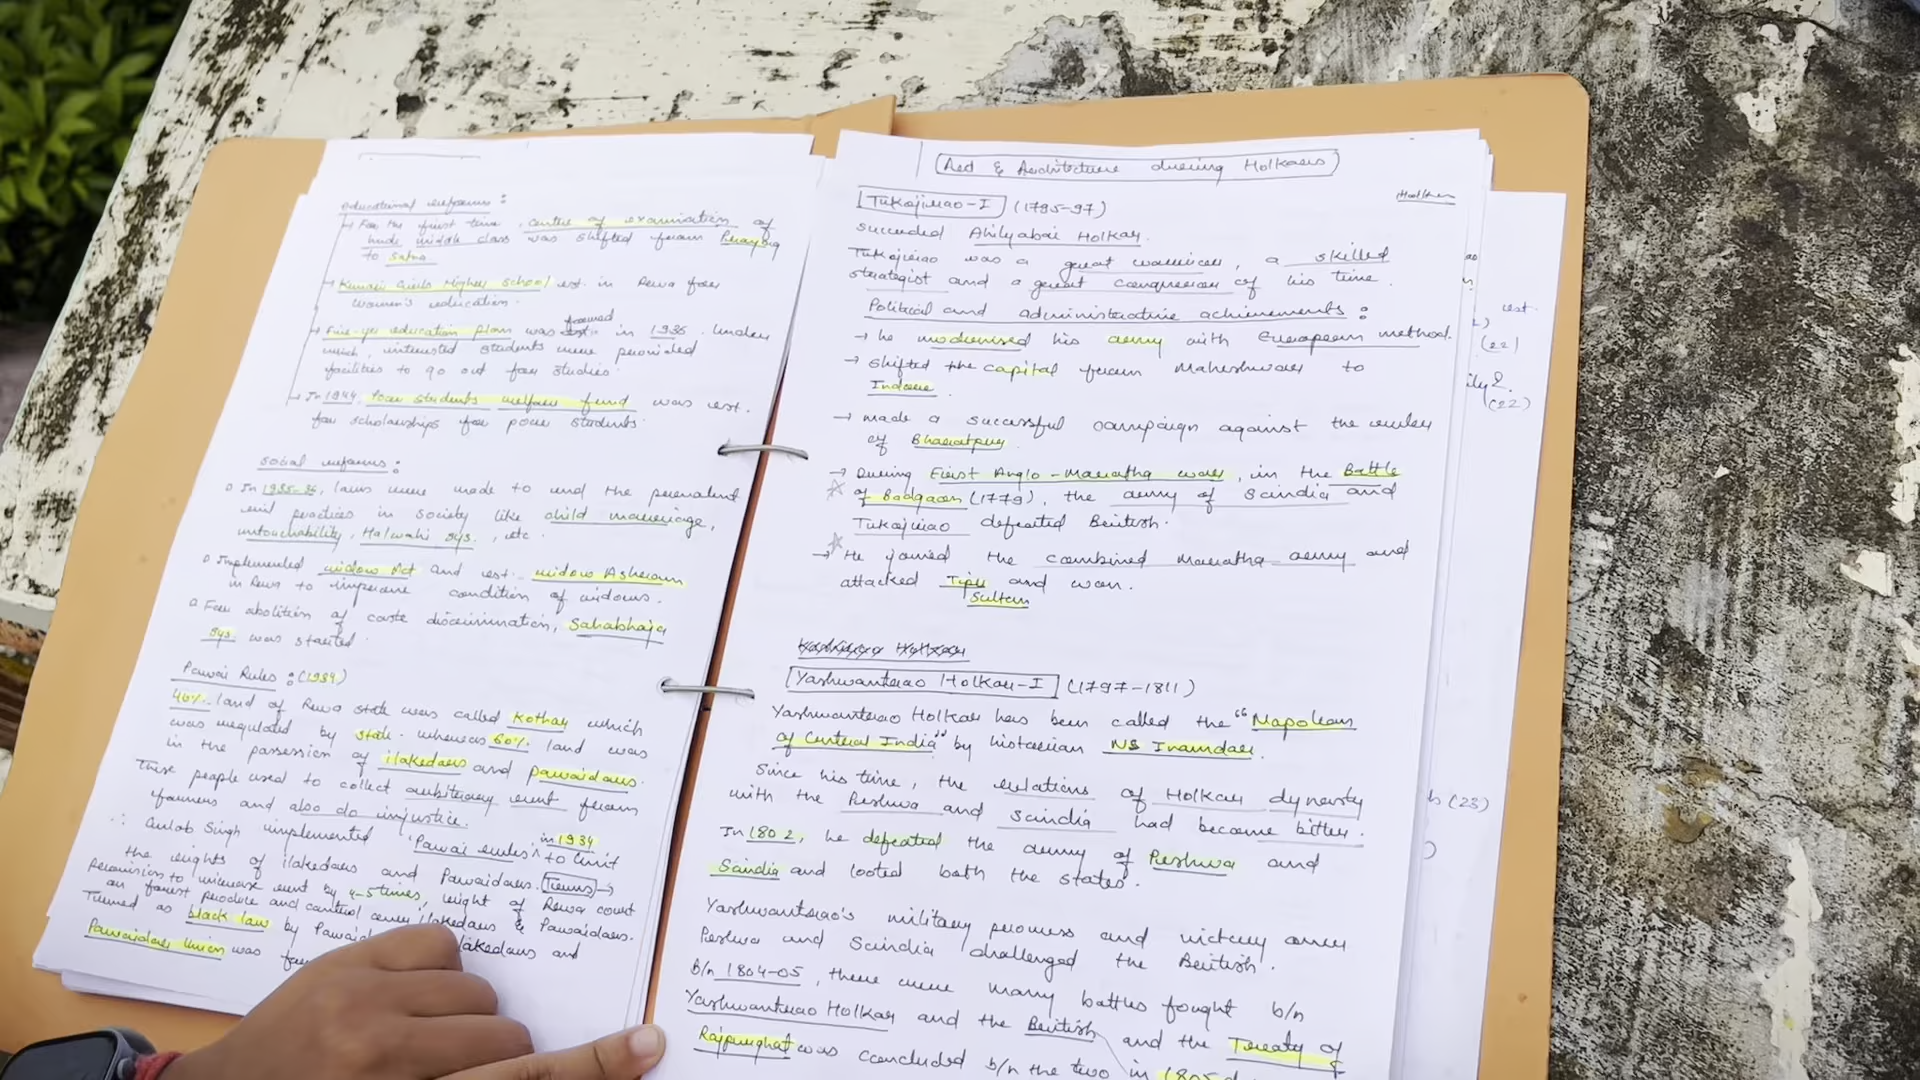 educational reforms :
→ For the first time, centre of examination of
middle class was shifted from
to Satna
→ Kumari Girls Higher School est. in Rewa for
women's education.
→ Five-yr education plan was formed in 1936. Under
which, interested students were provided
facilities to go out for studies.
→ In 1944, Poor Students welfare fund was est.
for scholarships for poor students.
Social reforms :
In 1935-36, laws were made to end the prevalent
evil practices in society like child marriage,
untouchability, Halwahi sys., etc.
Implemented widow Act and est. widow Ashram
in Rewa to improve condition of widows.
For abolition of caste discrimination, Sahabhoj
sys. was started.
Pawai Rules : (1934)
40% land of Rewa state was called Kothar which
was regulated by state. whereas 60% land was
in the possession of ilakedars and pawaidars.
These people used to collect arbitrary rent from
farmers and also do injustice.
∴ Gulab Singh implemented 'Pawai rules' in 1934 to limit
the rights of ilakedars and Pawaidars. Terms →
Permission to increase rent by 4-5 times, right of Rewa court
on forest produce and control over ilakedars & Pawaidars.
Termed as black law by ilakedars and
Pawaidar Union was
Art & Architecture during Holkars
Holkar
Tukojirao-I (1795-97)
succeeded Ahilyabai Holkar.
Tukojirao was a great warrior, a skilled
strategist and a great conqueror of his time.
Political and administrative achievements :
→ he modernised his army with European method.
→ shifted the capital from Maheshwar to
Indore.
→ made a successful campaign against the ruler
of Bharatpur.
→ During First Anglo-Maratha war, in the Battle
of Badgaon (1779), the army of Scindia and
Tukojirao defeated British.
→ He joined the combined Maratha army and
attacked Tipu and won.
Sultan
Yashwantrao Holkar-I (1797-1811)
Yashwantrao Holkar has been called the "Napolean
of Central India" by historian NS Inamdar.
Since his time, the relations of Holkar dynasty
with the Peshwa and Scindia had become bitter.
In 1802, he defeated the army of Peshwa and
Scindia and looted both the states.
Yashwantrao's military prowess and victory over
Peshwa and Scindia challenged the British.
b/n 1804-05, there were many battles fought b/n
Yashwantrao Holkar and the British and the Treaty of
Rajpurghat was concluded b/n the two in 1805
est.
(22)
(22)
(23)